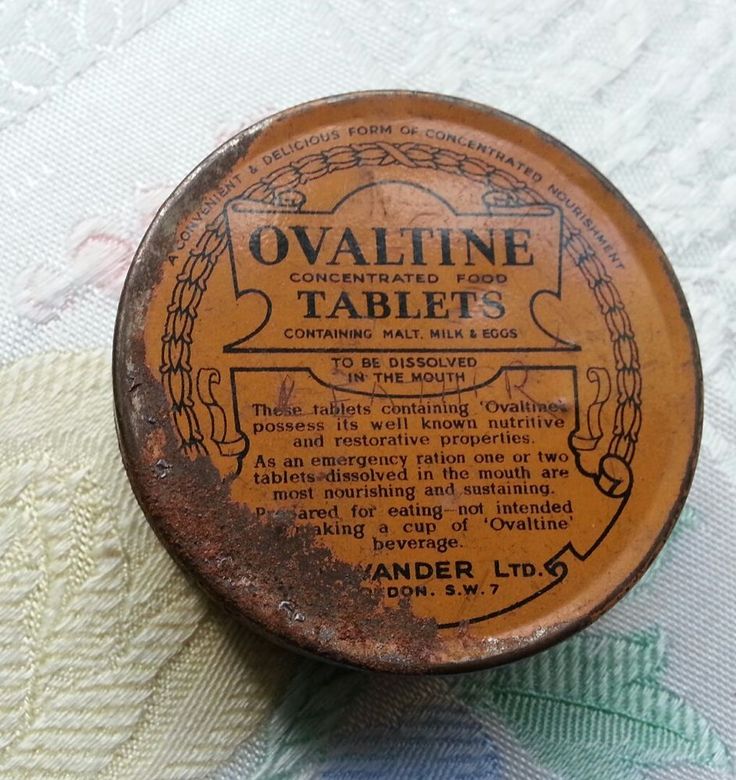 A CONVENIENT & DELICIOUS FORM OF CONCENTRATED NOURISHMENT
OVALTINE
CONCENTRATED FOOD
TABLETS
CONTAINING MALT, MILK & EGGS
TO BE DISSOLVED
IN THE MOUTH
These tablets containing 'Ovaltine'
possess its well known nutritive
and restorative properties.
As an emergency ration one or two
tablets dissolved in the mouth are
most nourishing and sustaining.
Prepared for eating—not intended
making a cup of 'Ovaltine'
beverage.
WANDER LTD.
LONDON. S.W. 7